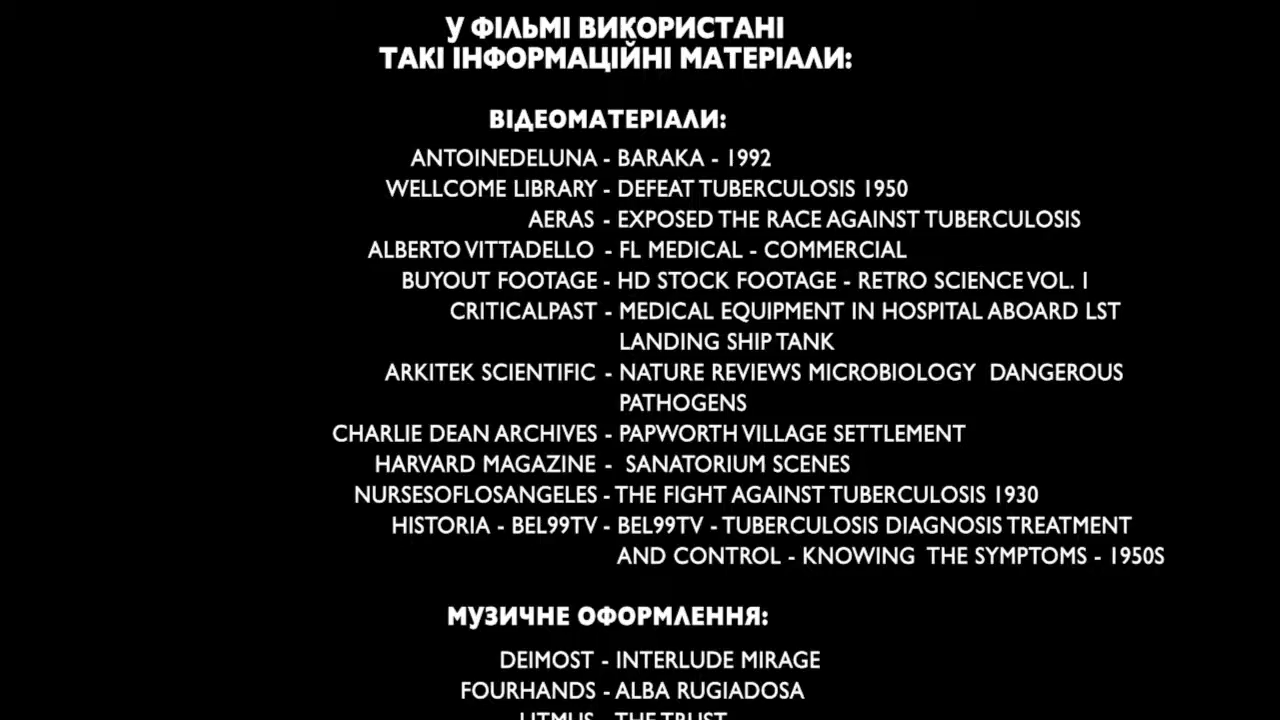 У ФІЛЬМІ ВИКОРИСТАНІ
ТАКІ ІНФОРМАЦІЙНІ МАТЕРІАЛИ:
ВІДЕОМАТЕРІАЛИ:
ANTOINEDELUNA - BARAKA - 1992
WELLCOME LIBRARY - DEFEAT TUBERCULOSIS 1950
AERAS - EXPOSED THE RACE AGAINST TUBERCULOSIS
ALBERTO VITTADELLO - FL MEDICAL - COMMERCIAL
BUYOUT FOOTAGE - HD STOCK FOOTAGE - RETRO SCIENCE VOL. I
CRITICALPAST - MEDICAL EQUIPMENT IN HOSPITAL ABOARD LST
LANDING SHIP TANK
ARKITEK SCIENTIFIC - NATURE REVIEWS MICROBIOLOGY DANGEROUS
PATHOGENS
CHARLIE DEAN ARCHIVES - PAPWORTH VILLAGE SETTLEMENT
HARVARD MAGAZINE - SANATORIUM SCENES
NURSESOFLOSANGELES - THE FIGHT AGAINST TUBERCULOSIS 1930
HISTORIA - BEL99TV - BEL99TV - TUBERCULOSIS DIAGNOSIS TREATMENT
AND CONTROL - KNOWING THE SYMPTOMS - 1950S
МУЗИЧНЕ ОФОРМЛЕННЯ:
DEIMOST - INTERLUDE MIRAGE
FOURHANDS - ALBA RUGIADOSA
LITMUS - THE TRUST